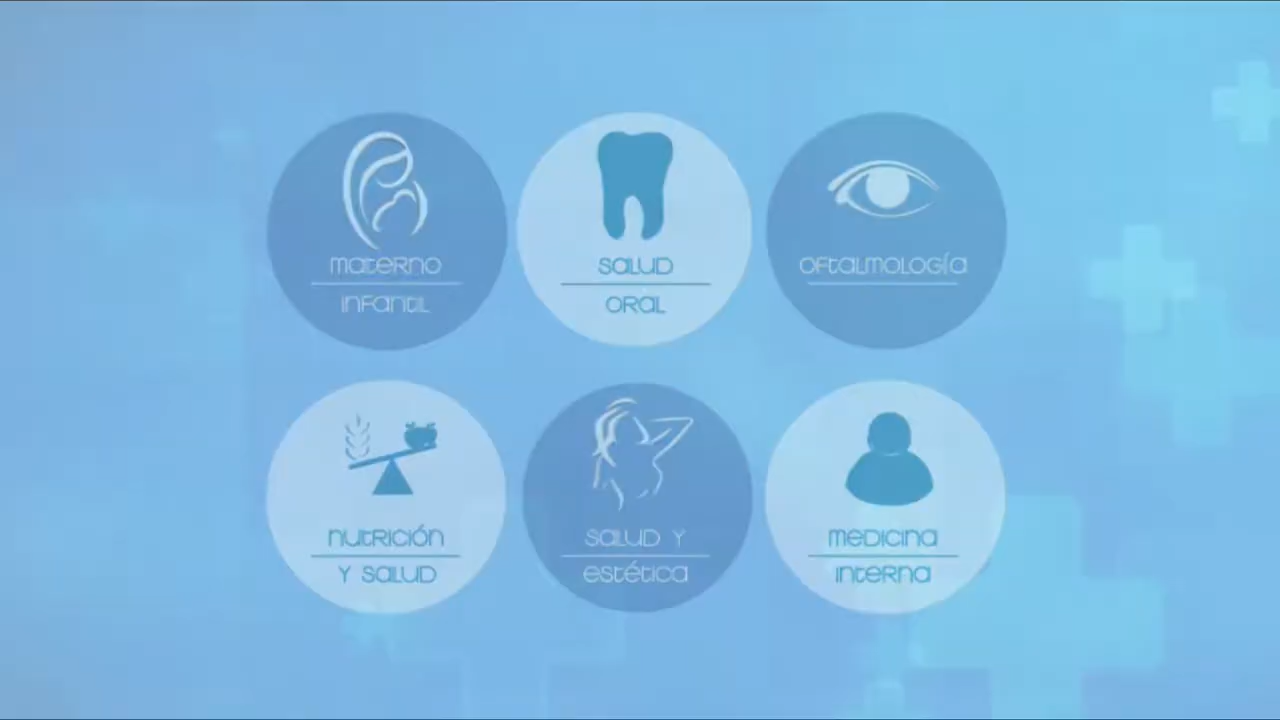 MATERNO
INFANTIL
SALUD
ORAL
OFTALMOLOGÍA
NUTRICIÓN
Y SALUD
SALUD Y
ESTÉTICA
MEDICINA
INTERNA